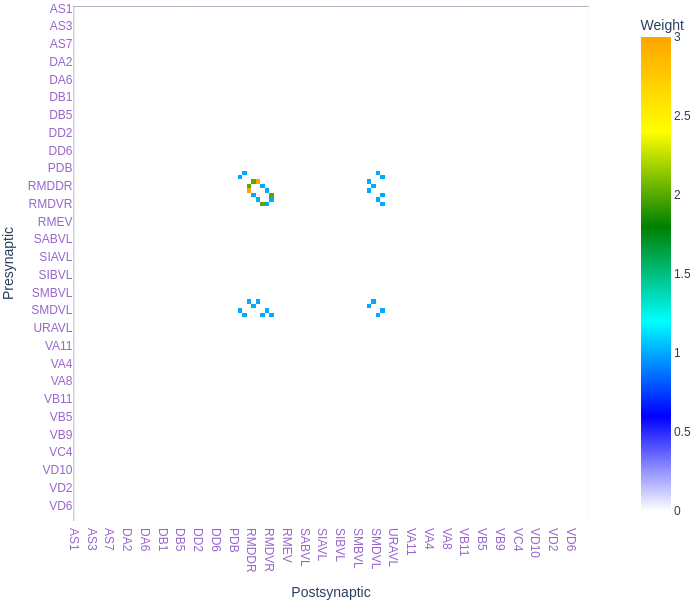 Weight
3
2.5
2
1.5
1
0.5
0
Presynaptic
AS1
AS3
AS7
DA2
DA6
DB1
DB5
DD2
DD6
PDB
RMDDR
RMDVR
RMEV
SABVL
SIAVL
SIBVL
SMBVL
SMDVL
URAVL
VA11
VA4
VA8
VB11
VB5
VB9
VC4
VD10
VD2
VD6
AS1 AS3 AS7 DA2 DA6 DB1 DB5 DD2 DD6 PDB RMDDR RMDVR RMEV SABVL SIAVL SIBVL SMBVL SMDVL URAVL VA11 VA4 VA8 VB11 VB5 VB9 VC4 VD10 VD2 VD6
Postsynaptic